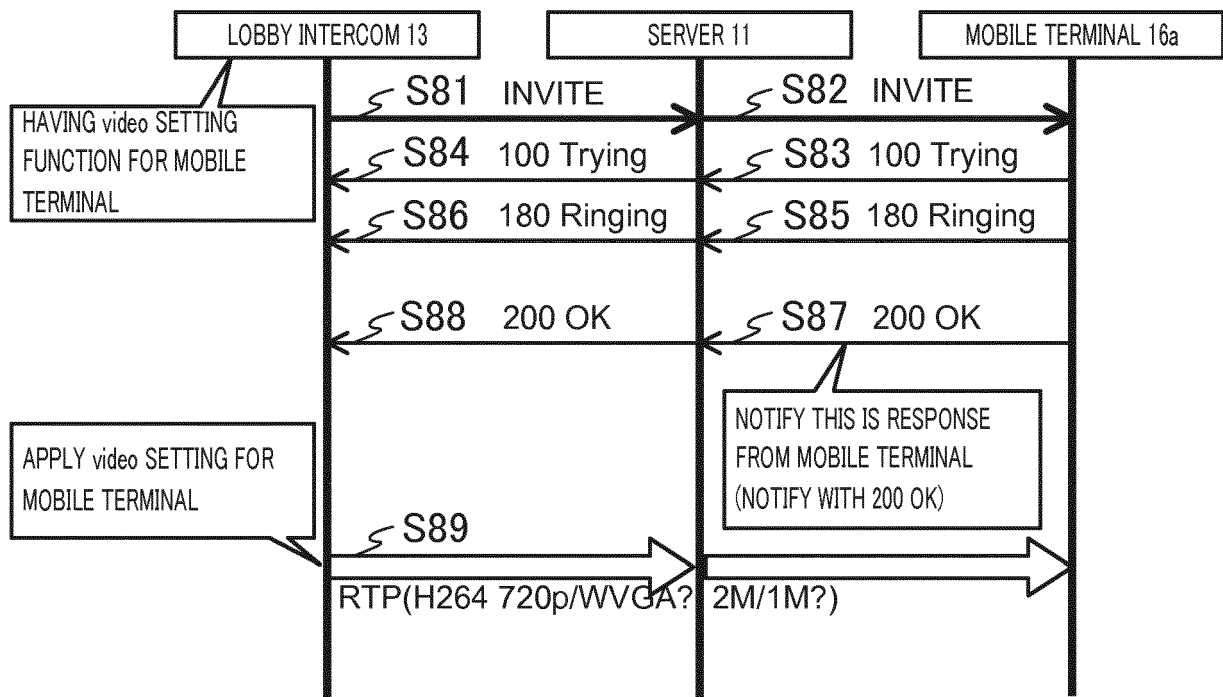 LOBBY INTERCOM 13
SERVER 11
MOBILE TERMINAL 16a
S81 INVITE
S82 INVITE
HAVING video SETTING
FUNCTION FOR MOBILE
TERMINAL
S84 100 Trying
S83 100 Trying
S86 180 Ringing
S85 180 Ringing
S88 200 OK
S87 200 OK
NOTIFY THIS IS RESPONSE
FROM MOBILE TERMINAL
(NOTIFY WITH 200 OK)
APPLY video SETTING FOR
MOBILE TERMINAL
S89
RTP(H264 720p/WVGA? 2M/1M?)